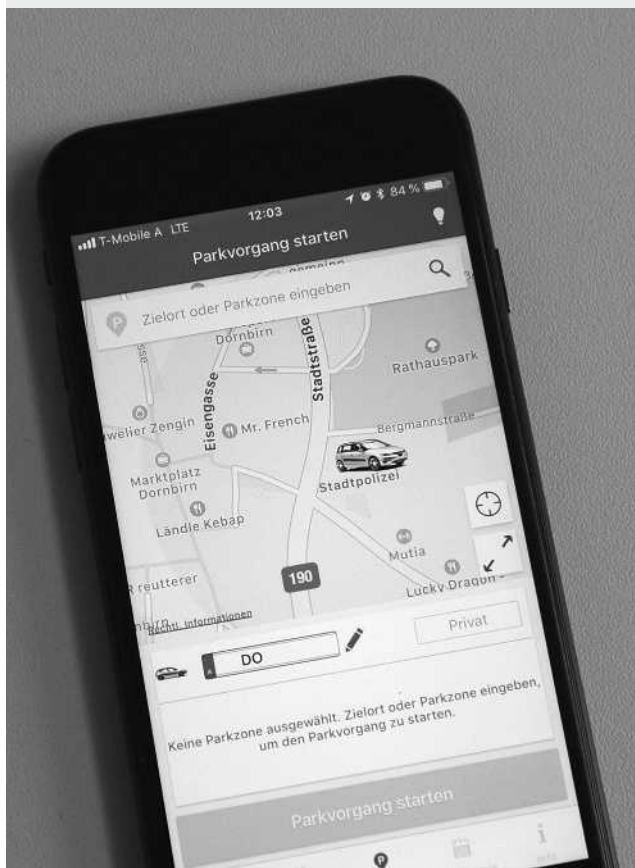 T-Mobile A LTE 12:03 84 %
Parkvorgang starten
Zielort oder Parkzone eingeben
Dornbirn
Stadtstraße
Rathauspark
Eisengasse
Mr. French
Bergmannstraße
Marktplatz
Dornbirn
Stadtpolizei
Ländle Kebap
Mutia
190
Lucky Dragon
reutterer
Rechtl. Informationen
A DO
Privat
Keine Parkzone ausgewählt. Zielort oder Parkzone eingeben,
um den Parkvorgang zu starten.
Parkvorgang starten
P